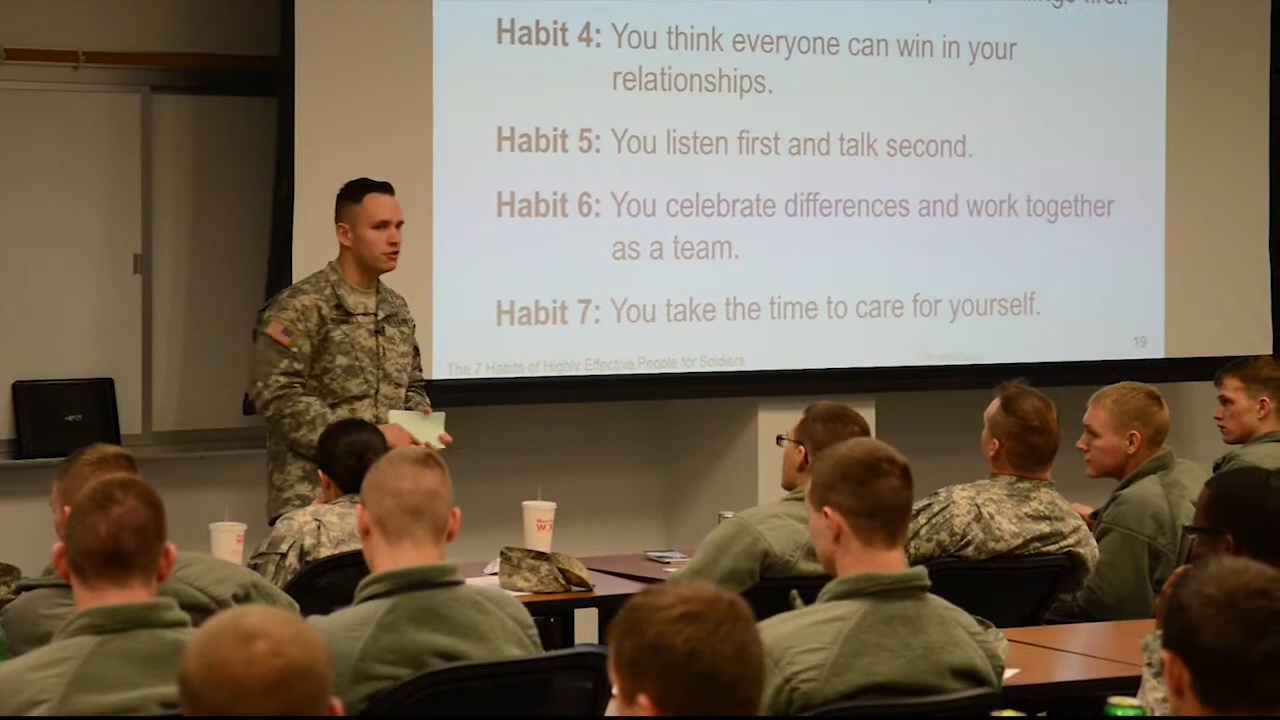 first.
Habit 4: You think everyone can win in your
relationships.
Habit 5: You listen first and talk second.
Habit 6: You celebrate differences and work together
as a team.
Habit 7: You take the time to care for yourself.
19
The 7 Habits of Highly Effective People for Soldiers